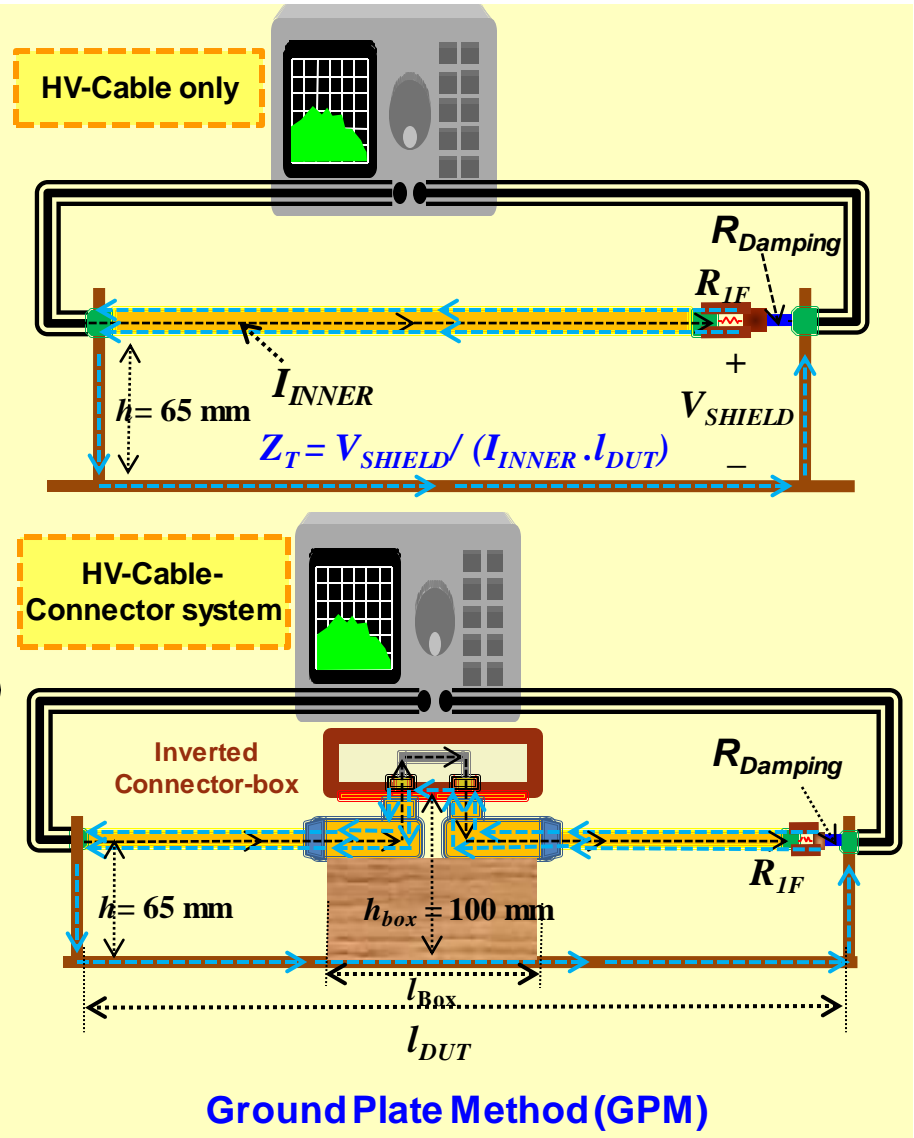 HV-Cable only
R_Damping
R_1F
+
I_INNER
V_SHIELD
h= 65 mm
Z_T = V_SHIELD / (I_INNER .l_DUT)
–
HV-Cable-
Connector system
)
Inverted
Connector-box
R_Damping
R_1F
h= 65 mm
h_box = 100 mm
l_Box
l_DUT
Ground Plate Method (GPM)